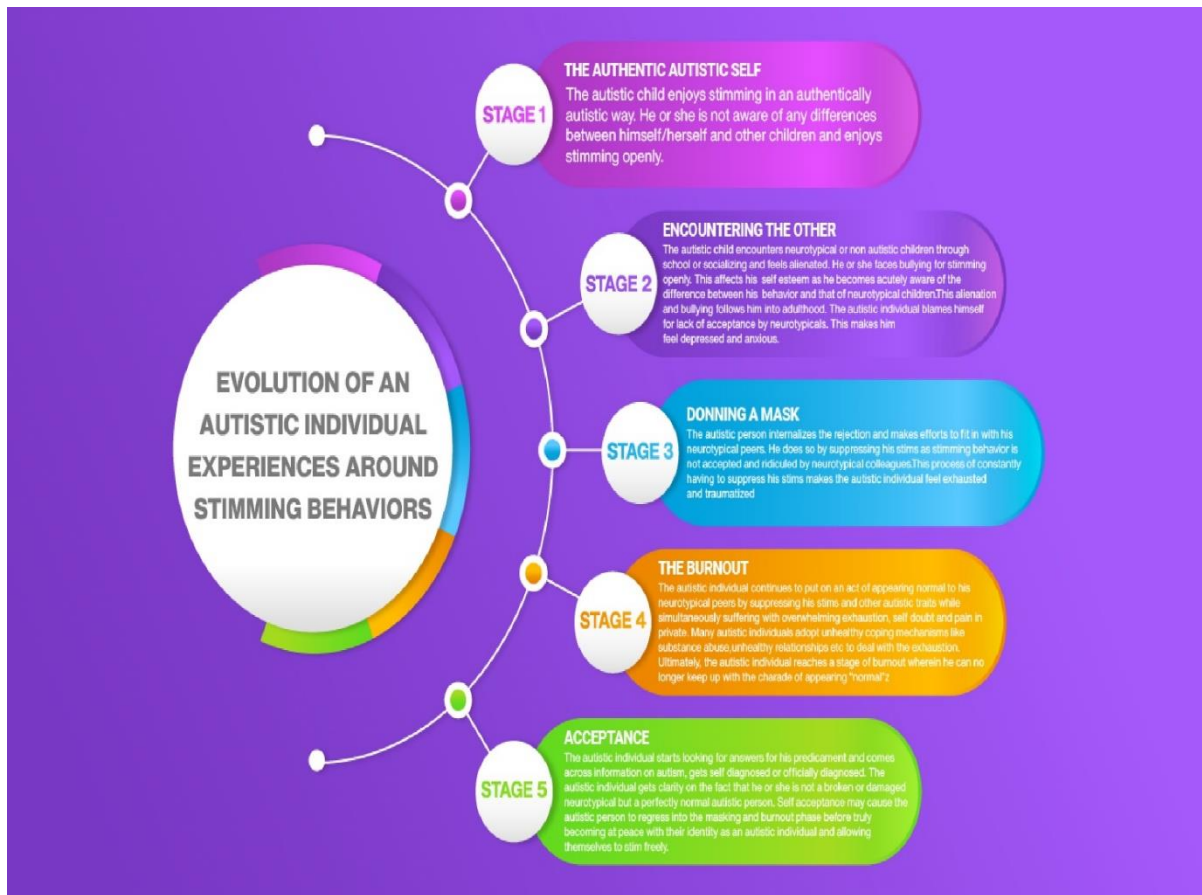 EVOLUTION OF AN
AUTISTIC INDIVIDUAL
EXPERIENCES AROUND
STIMMING BEHAVIORS
STAGE 1
THE AUTHENTIC AUTISTIC SELF
The autistic child enjoys stimming in an authentically
autistic way. He or she is not aware of any differences
between himself/herself and other children and enjoys
stimming openly.
STAGE 2
ENCOUNTERING THE OTHER
The autistic child encounters neurotypical or non autistic children through
school or socializing and feels alienated. He or she faces bullying for stimming
openly. This affects his self esteem as he becomes acutely aware of the
difference between his behavior and that of neurotypical children.This alienation
and bullying follows him into adulthood. The autistic individual blames himself
for lack of acceptance by neurotypicals. This makes him
feel depressed and anxious.
STAGE 3
DONNING A MASK
The autistic person internalizes the rejection and makes efforts to fit in with his
neurotypical peers. He does so by suppressing his stims as stimming behavior is
not accepted and ridiculed by neurotypical colleagues.This process of constantly
having to suppress his stims makes the autistic individual feel exhausted
and traumatized
STAGE 4
THE BURNOUT
The autistic individual continues to put on an act of appearing normal to his
neurotypical peers by suppressing his stims and other autistic traits while
simultaneously suffering with overwhelming exhaustion, self doubt and pain in
private. Many autistic individuals adopt unhealthy coping mechanisms like
substance abuse,unhealthy relationships etc to deal with the exhaustion.
Ultimately, the autistic individual reaches a stage of burnout wherein he can no
longer keep up with the charade of appearing "normal"z
STAGE 5
ACCEPTANCE
The autistic individual starts looking for answers for his predicament and comes
across information on autism, gets self diagnosed or officially diagnosed. The
autistic individual gets clarity on the fact that he or she is not a broken or damaged
neurotypical but a perfectly normal autistic person. Self acceptance may cause the
autistic person to regress into the masking and burnout phase before truly
becoming at peace with their identity as an autistic individual and allowing
themselves to stim freely.